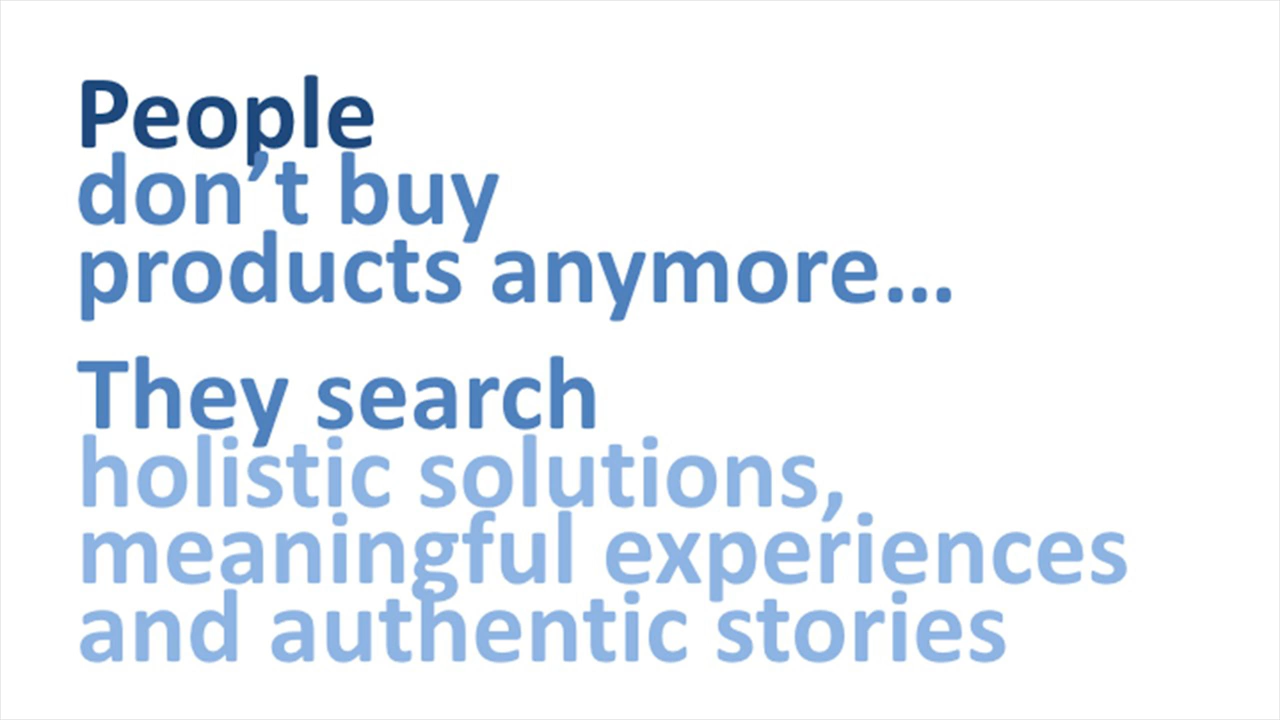 People
don’t buy
products anymore…
They search
holistic solutions,
meaningful experiences
and authentic stories